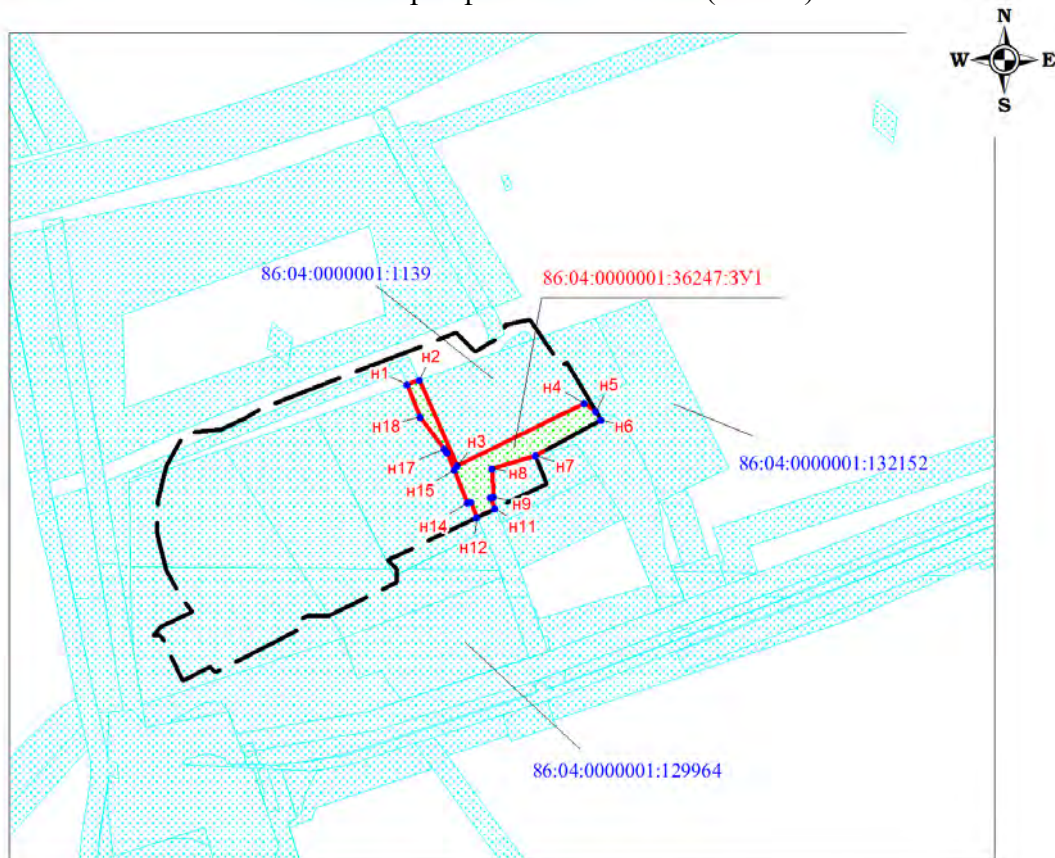 N
W E
S
86:04:0000001:1139
86:04:0000001:36247:ЗУ1
н1
н2
н4
н5
н6
н18
н3
н17
н7
н8
н15
86:04:0000001:132152
н9
н14
н11
н12
86:04:0000001:129964